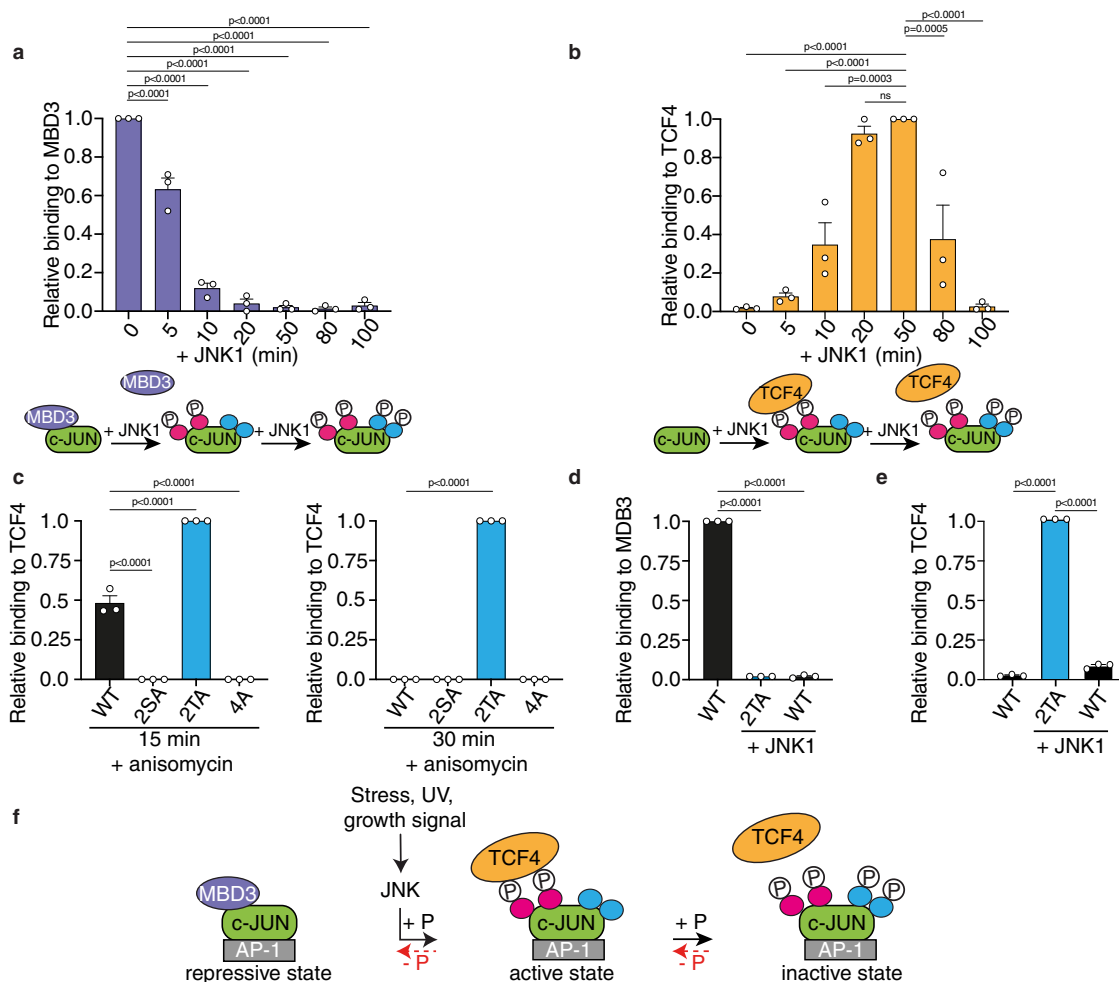 a
p<0.0001
p<0.0001
p<0.0001
p<0.0001
p<0.0001
p<0.0001
Relative binding to MBD3
1.0
0.8
0.6
0.4
0.2
0.0
0 5 10 20 50 80 100
+ JNK1 (min)
MBD3
MBD3
c-JUN
+ JNK1
P P
c-JUN
+ JNK1
P P P P
c-JUN
b
p<0.0001
p=0.0005
p<0.0001
p<0.0001
p=0.0003
ns
Relative binding to TCF4
1.0
0.8
0.6
0.4
0.2
0.0
0 5 10 20 50 80 100
+ JNK1 (min)
c-JUN
+ JNK1
TCF4
P P
c-JUN
+ JNK1
TCF4
P P P P
c-JUN
c
p<0.0001
p<0.0001
p<0.0001
Relative binding to TCF4
1.0
0.75
0.5
0.25
0.0
WT 2SA 2TA 4A
15 min
+ anisomycin
p<0.0001
Relative binding to TCF4
1.0
0.75
0.5
0.25
0.0
WT 2SA 2TA 4A
30 min
+ anisomycin
d
p<0.0001
p<0.0001
Relative binding to MDB3
1.0
0.75
0.5
0.25
0.0
WT 2TA WT
+ JNK1
e
p<0.0001
p<0.0001
Relative binding to TCF4
1.0
0.75
0.50
0.25
0.0
WT 2TA WT
+ JNK1
f
Stress, UV,
growth signal
JNK
+ P
- P
MBD3
c-JUN
AP-1
repressive state
TCF4
P P
c-JUN
AP-1
active state
+ P
- P
TCF4
P P P P
c-JUN
AP-1
inactive state